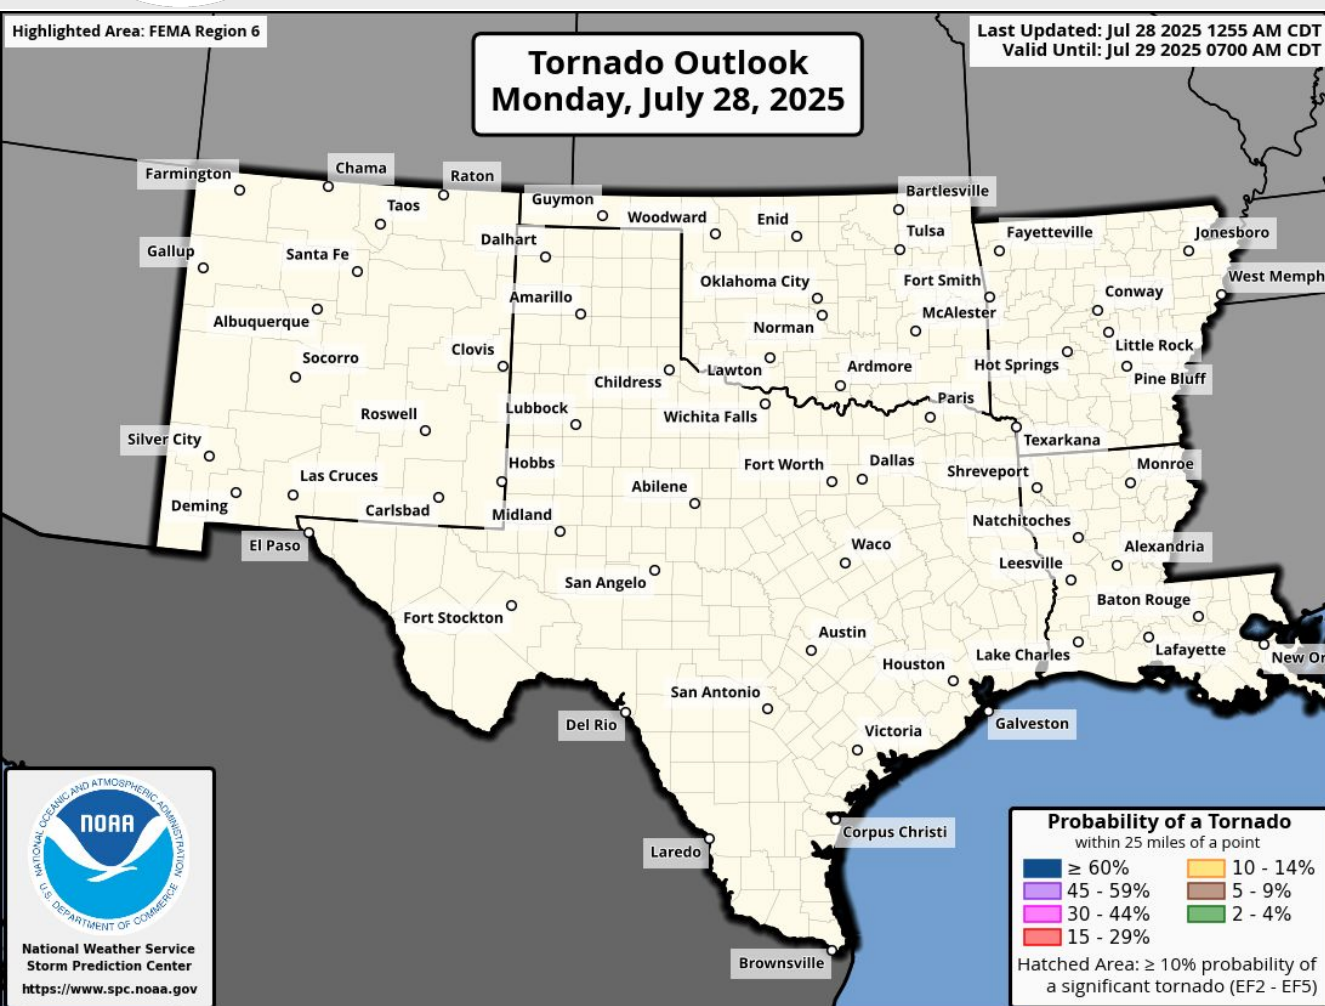 Highlighted Area: FEMA Region 6
Last Updated: Jul 28 2025 1255 AM CDT
Valid Until: Jul 29 2025 0700 AM CDT
Tornado Outlook
Monday, July 28, 2025
Farmington
Chama
Raton
Taos
Guymon
Woodward
Enid
Bartlesville
Tulsa
Fayetteville
Jonesboro
Gallup
Santa Fe
Dalhart
Oklahoma City
Fort Smith
West Memph
Amarillo
Conway
Albuquerque
Norman
McAlester
Little Rock
Socorro
Clovis
Childress
Lawton
Ardmore
Hot Springs
Pine Bluff
Roswell
Lubbock
Wichita Falls
Paris
Silver City
Texarkana
Las Cruces
Hobbs
Fort Worth
Dallas
Shreveport
Monroe
Deming
Carlsbad
Midland
Abilene
Natchitoches
El Paso
Waco
Alexandria
San Angelo
Leesville
Fort Stockton
Baton Rouge
Austin
Lake Charles
Lafayette
New Or
Houston
San Antonio
Del Rio
Victoria
Galveston
Laredo
Corpus Christi
Brownsville
NATIONAL OCEANIC AND ATMOSPHERIC ADMINISTRATION
NOAA
U.S. DEPARTMENT OF COMMERCE
National Weather Service
Storm Prediction Center
https://www.spc.noaa.gov
Probability of a Tornado
within 25 miles of a point
≥ 60%
10 - 14%
45 - 59%
5 - 9%
30 - 44%
2 - 4%
15 - 29%
Hatched Area: ≥ 10% probability of
a significant tornado (EF2 - EF5)